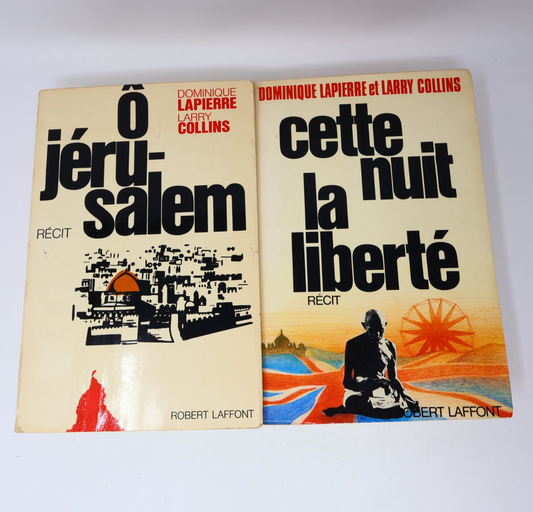 Ô
jéru-
salem
DOMINIQUE
LAPIERRE
LARRY
COLLINS
RÉCIT
ROBERT LAFFONT
DOMINIQUE LAPIERRE et LARRY COLLINS
cette
nuit
la
liberté
RÉCIT
ROBERT LAFFONT